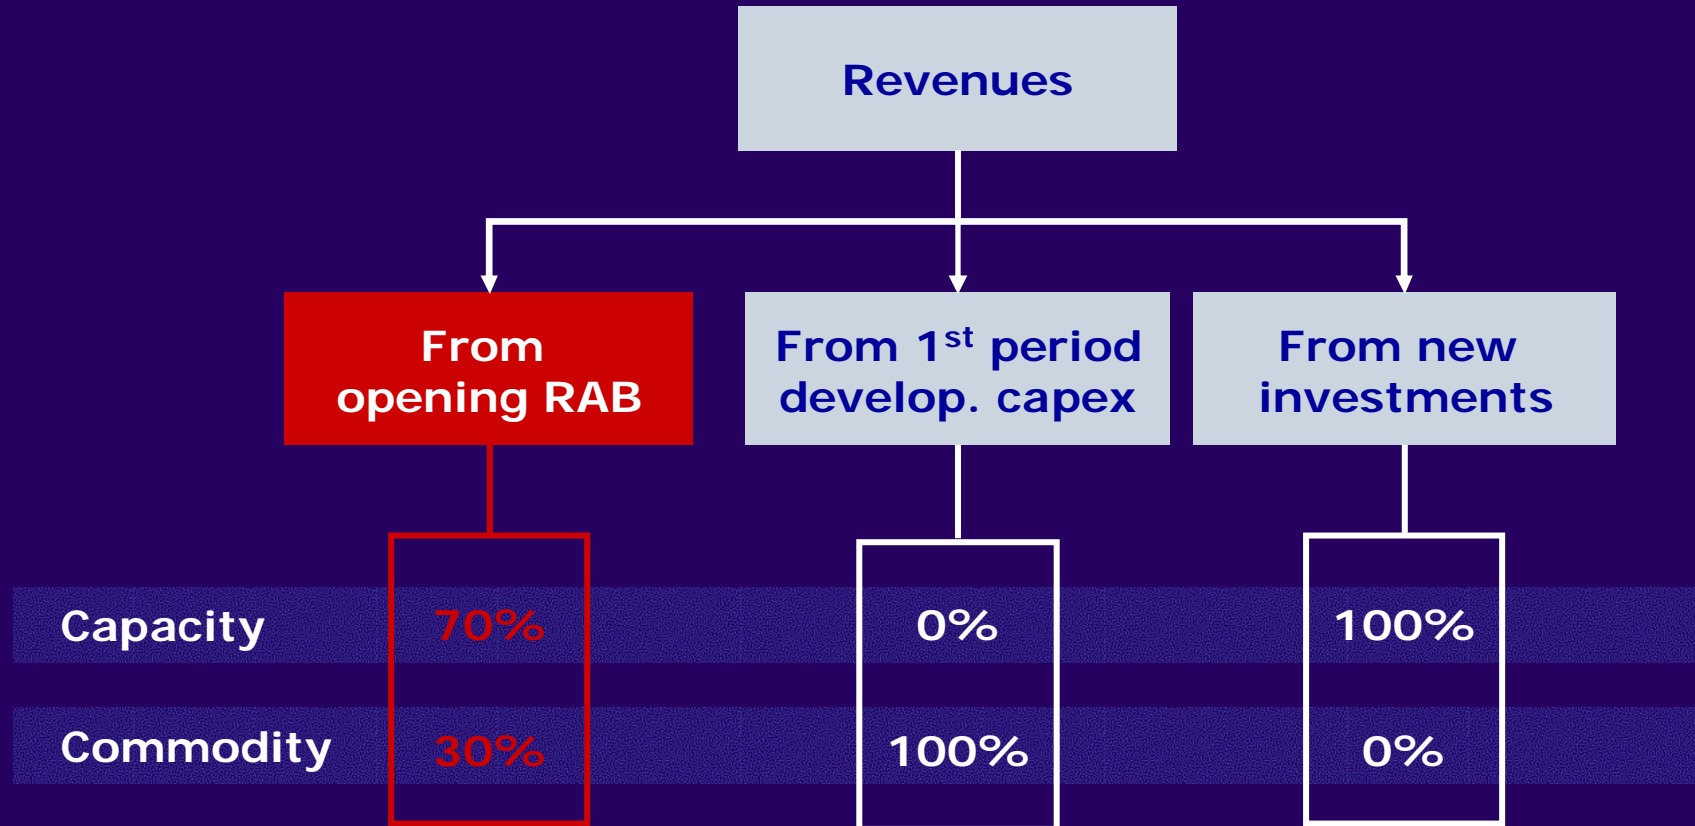 Revenues
From
opening RAB
From 1st period
develop. capex
From new
investments
Capacity 70% 0% 100%
Commodity 30% 100% 0%